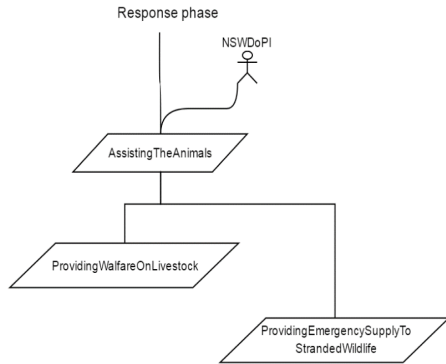 Response phase
NSWDoPI
AssistingTheAnimals
ProvidingWalfareOnLivestock
ProvidingEmergencySupplyTo
StrandedWildlife